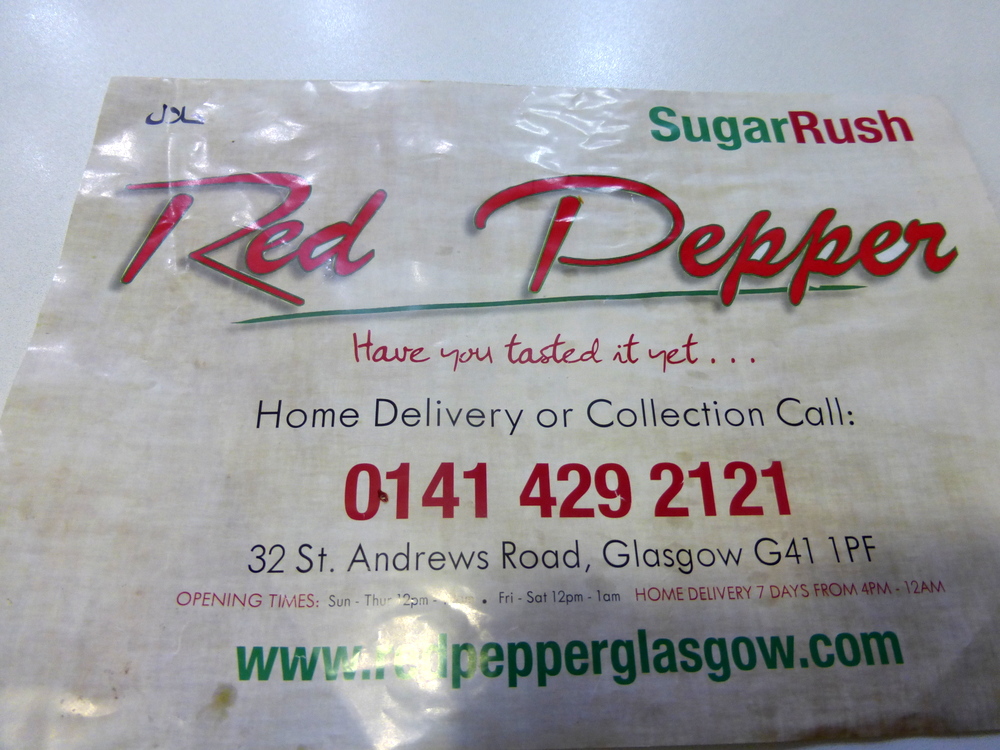 SugarRush
Red Pepper
Have you tasted it yet . . .
Home Delivery or Collection Call:
0141 429 2121
32 St. Andrews Road, Glasgow G41 1PF
OPENING TIMES: Sun - Thur 12pm - • Fri - Sat 12pm - 1am HOME DELIVERY 7 DAYS FROM 4PM - 12AM
www.redpepperglasgow.com